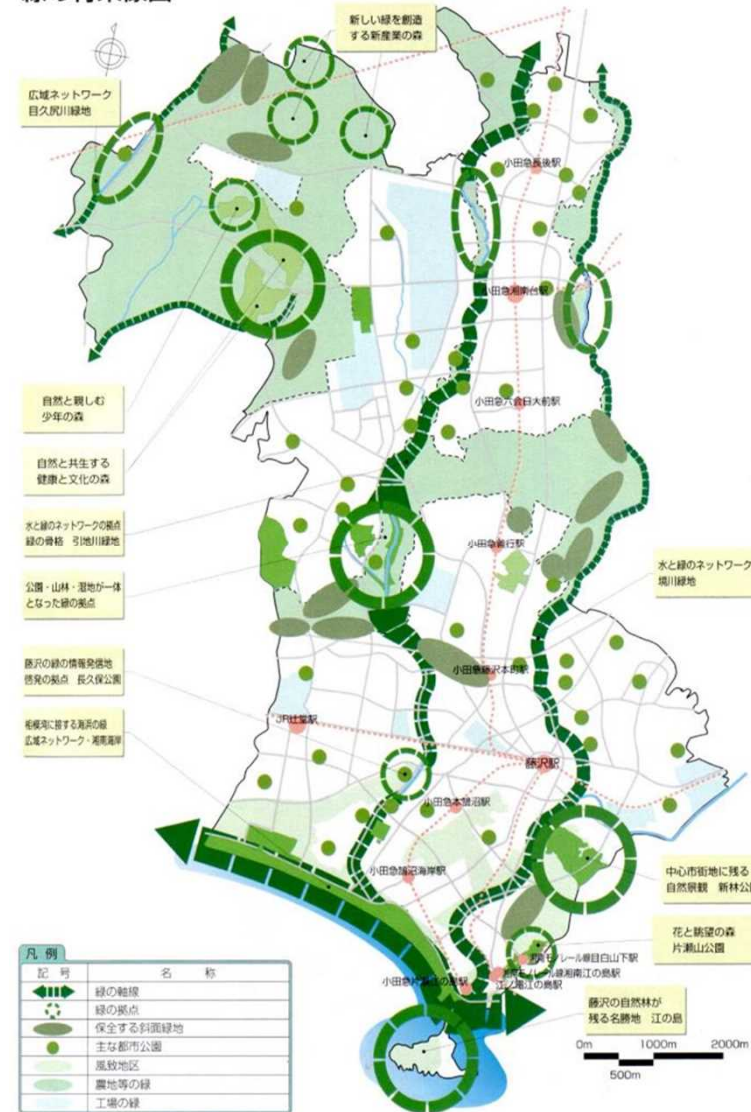 新しい緑を創造
する新産業の森
広域ネットワーク
目久尻川緑地
小田急長後駅
小田急湘南台駅
自然と親しむ
少年の森
小田急六会日大前駅
自然と共生する
健康と文化の森
水と緑のネットワークの拠点
緑の骨格 引地川緑地
小田急善行駅
水と緑のネットワーク
境川緑地
公園・山林・湿地が一体
となった緑の拠点
藤沢の緑の情報発信地
啓発の拠点 長久保公園
小田急藤沢本町駅
相模湾に接する海浜の緑
広域ネットワーク・湘南海岸
JR辻堂駅
藤沢駅
小田急本鵠沼駅
小田急鵠沼海岸駅
中心市街地に残る
自然景観 新林公
花と眺望の森
片瀬山公園
湘南モノレール線目白山下駅
湘南モノレール線湘南江の島駅
江ノ電江の島駅
小田急片瀬江の島駅
藤沢の自然林が
残る名勝地 江の島
0m 1000m 2000m
500m
凡例
記号 名称
緑の軸線
緑の拠点
保全する斜面緑地
主な都市公園
風致地区
農地等の緑
工場の緑